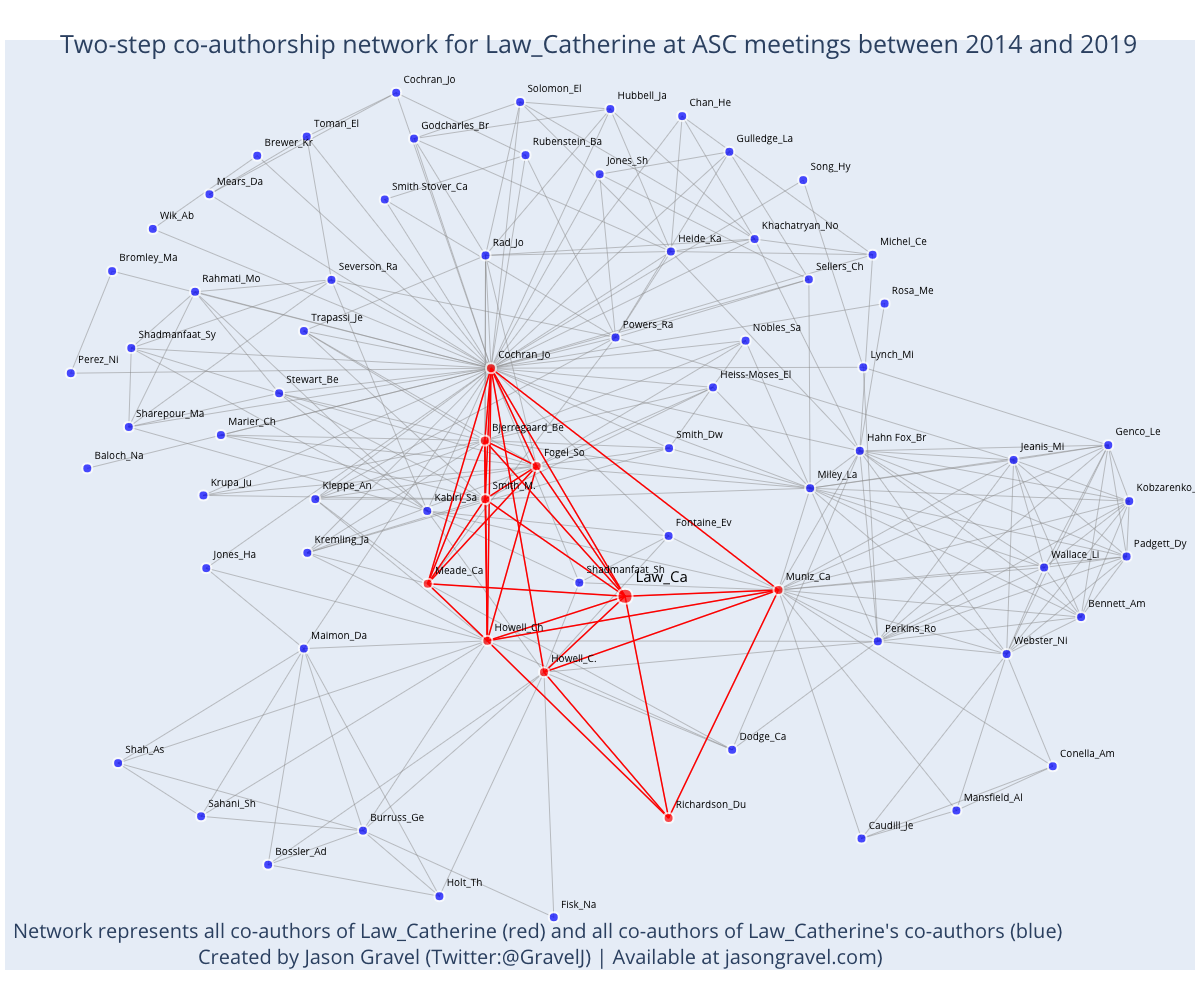 Two-step co-authorship network for Law_Catherine at ASC meetings between 2014 and 2019
Cochran_Jo
Solomon_El
Hubbell_Ja
Chan_He
Toman_El
Godcharles_Br
Brewer_Kr
Rubenstein_Ba
Gulledge_La
Jones_Sh
Song_Hy
Mears_Da
Smith Stover_Ca
Wik_Ab
Khachatryan_No
Rad_Jo
Heide_Ka
Michel_Ce
Bromley_Ma
Severson_Ra
Sellers_Ch
Rahmati_Mo
Rosa_Me
Trapassi_Je
Powers_Ra
Nobles_Sa
Shadmanfaat_Sy
Perez_Ni
Cochran_Jo
Lynch_Mi
Stewart_Be
Heiss-Moses_El
Sharepour_Ma
Marier_Ch
Bjerregaard_Be
Smith_Dw
Hahn Fox_Br
Genco_Le
Jeanis_Mi
Fogel_So
Baloch_Na
Miley_La
Krupa_Ju
Kleppe_An
Smith_M.
Kabiri_Sa
Kobzarenko_
Fontaine_Ev
Kremling_Ja
Padgett_Dy
Jones_Ha
Wallace_Li
Meade_Ca
Shadmanfaat_Sh
Law_Ca
Muniz_Ca
Bennett_Am
Maimon_Da
Howell_Ch
Perkins_Ro
Webster_Ni
Howell_C.
Shah_As
Dodge_Ca
Conella_Am
Sahani_Sh
Burruss_Ge
Richardson_Du
Mansfield_Al
Caudill_Je
Bossler_Ad
Holt_Th
Fisk_Na
Network represents all co-authors of Law_Catherine (red) and all co-authors of Law_Catherine's co-authors (blue)
Created by Jason Gravel (Twitter:@GravelJ) | Available at jasongravel.com)